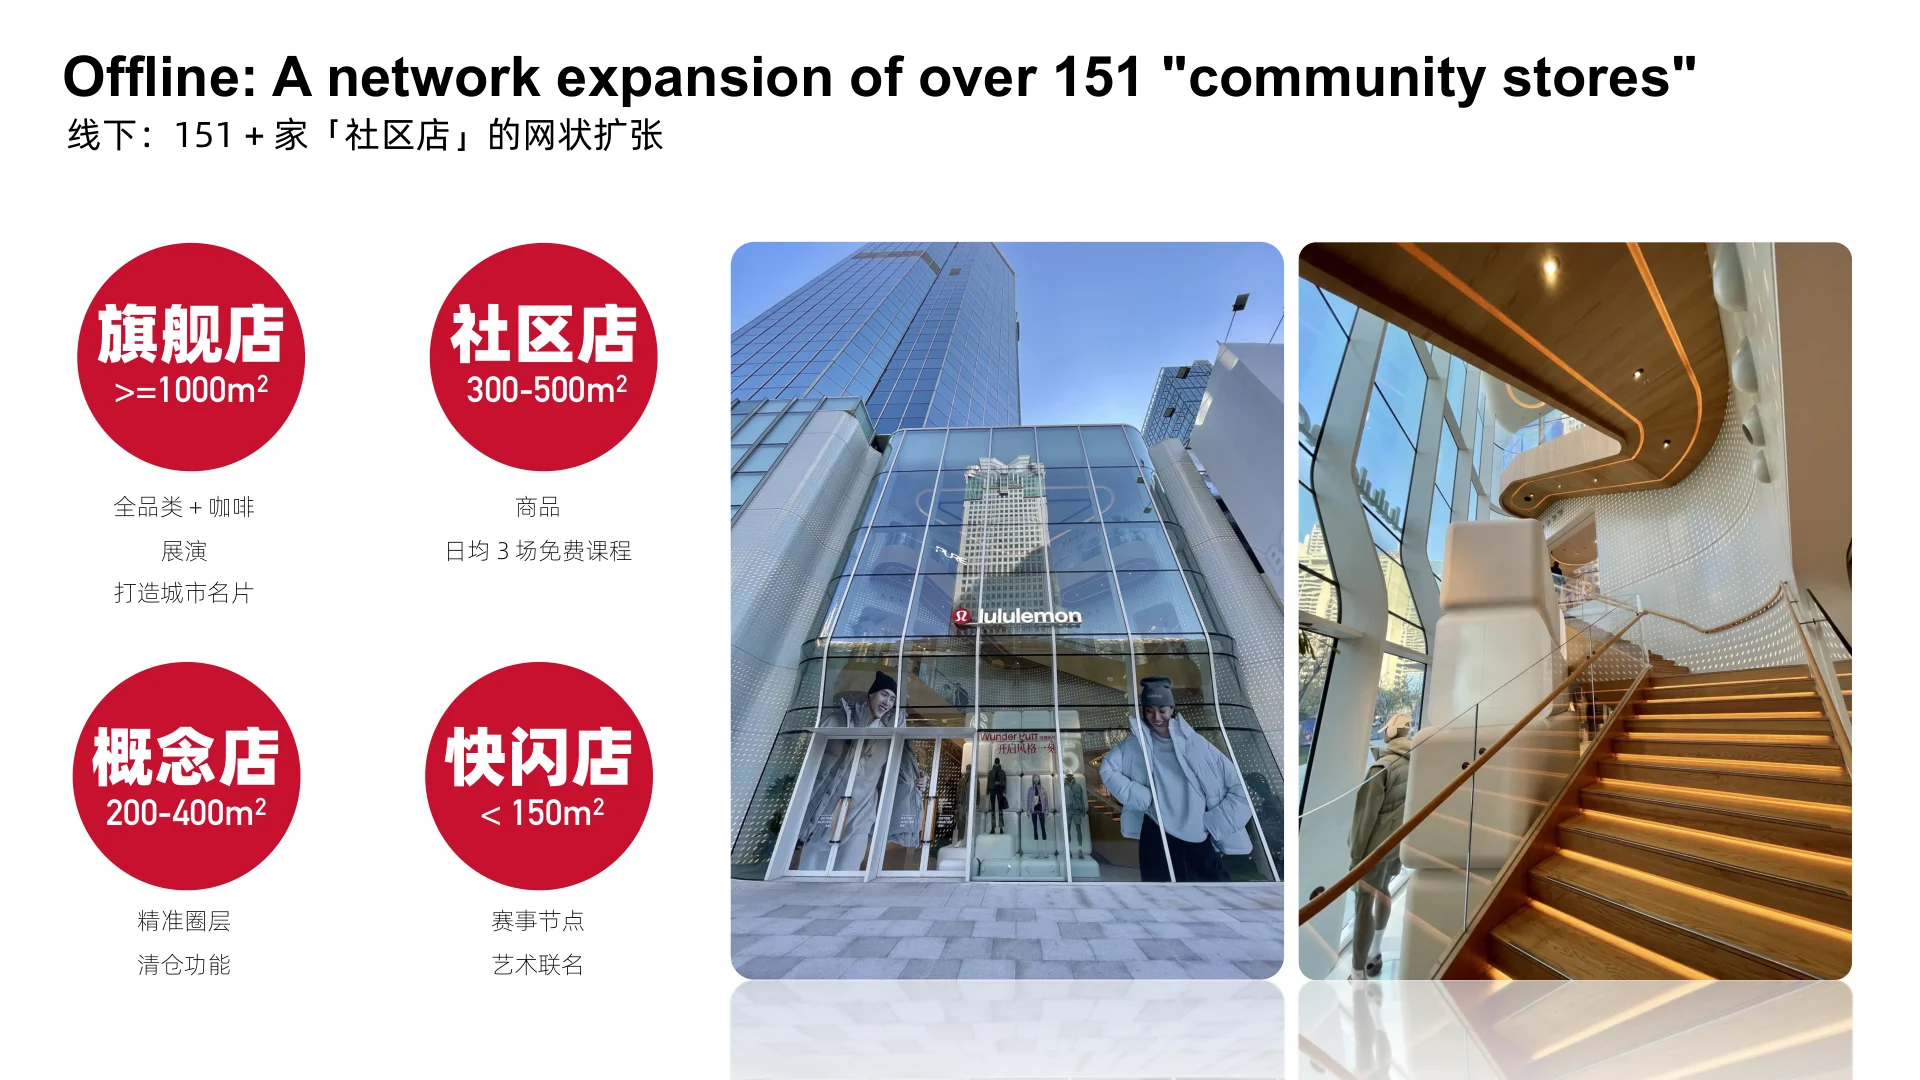 Offline: A network expansion of over 151 "community stores"
线下：151 + 家「社区店」的网状扩张
旗舰店
>=1000m²
全品类 + 咖啡
展演
打造城市名片
社区店
300-500m²
商品
日均 3 场免费课程
概念店
200-400m²
精准圈层
清仓功能
快闪店
< 150m²
赛事节点
艺术联名
PURE
lululemon
Wunder Puff